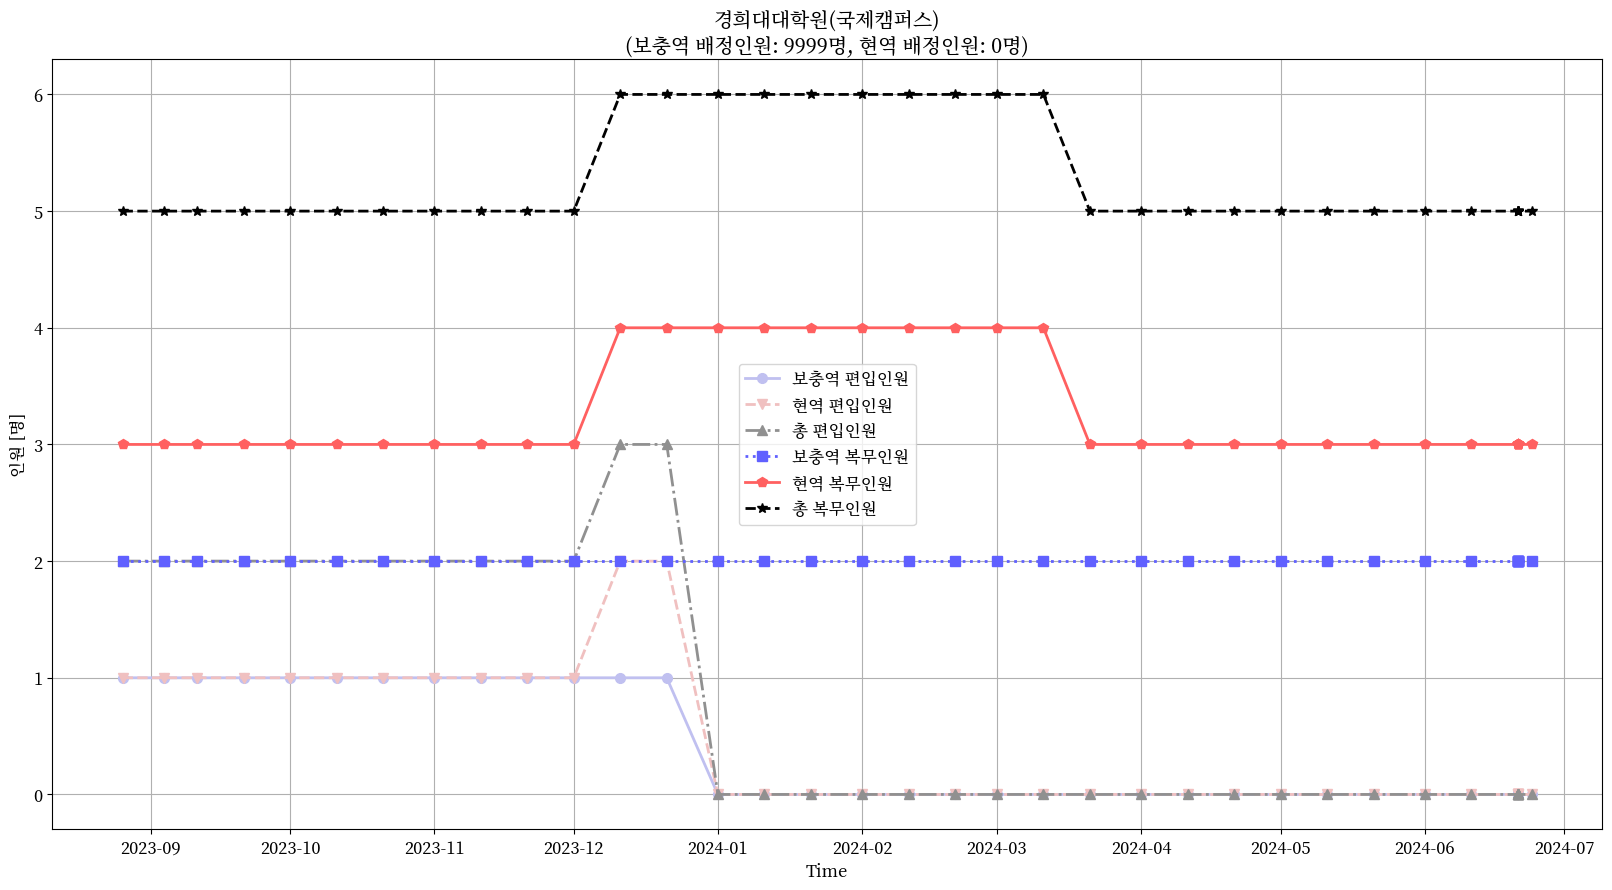 경희대대학원(국제캠퍼스)
(보충역 배정인원: 9999명, 현역 배정인원: 0명)
인원 [명]
6
5
4
3
2
1
0
보충역 편입인원
현역 편입인원
총 편입인원
보충역 복무인원
현역 복무인원
총 복무인원
2023-09 2023-10 2023-11 2023-12 2024-01 2024-02 2024-03 2024-04 2024-05 2024-06 2024-07
Time